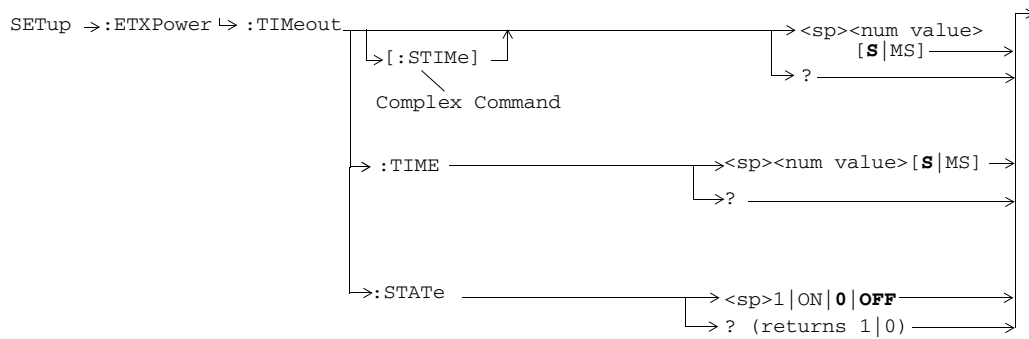 SETup :ETXPower :TIMeout <sp><num value>
[:STIMe] [S|MS]
?
Complex Command
:TIME <sp><num value>[S|MS]
?
:STATe <sp>1|ON|0|OFF
? (returns 1|0)